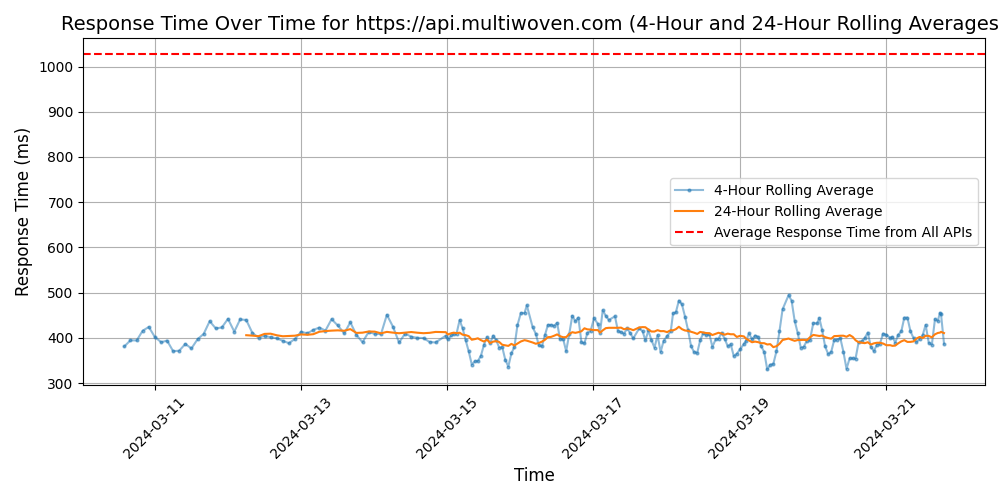 Response Time Over Time for https://api.multiwoven.com (4-Hour and 24-Hour Rolling Averages
Response Time (ms)
1000
900
800
700
600
500
400
300
4-Hour Rolling Average
24-Hour Rolling Average
Average Response Time from All APIs
2024-03-11
2024-03-13
2024-03-15
2024-03-17
2024-03-19
2024-03-21
Time